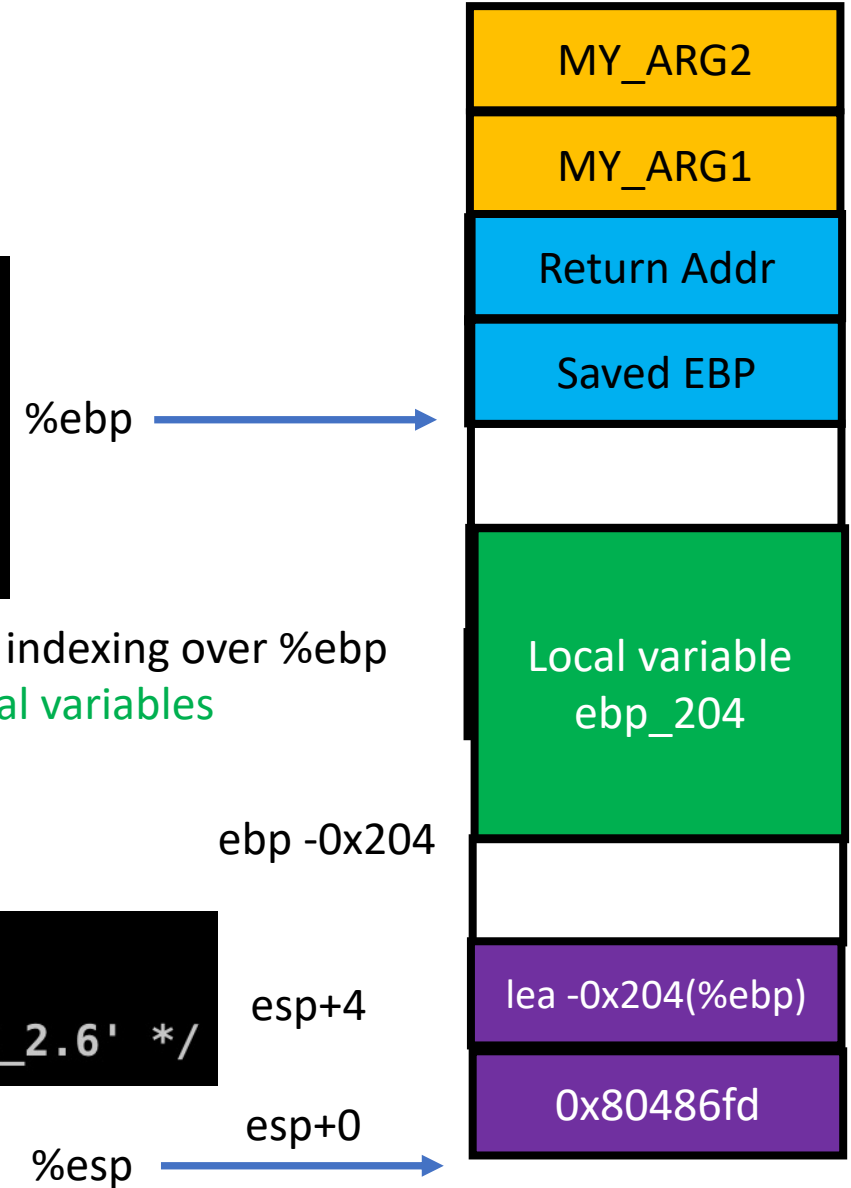 MY_ARG2
MY_ARG1
Return Addr
Saved EBP
%ebp
indexing over %ebp
al variables
Local variable
ebp_204
ebp -0x204
esp+4
lea -0x204(%ebp)
_2.6' */
esp+0
0x80486fd
%esp